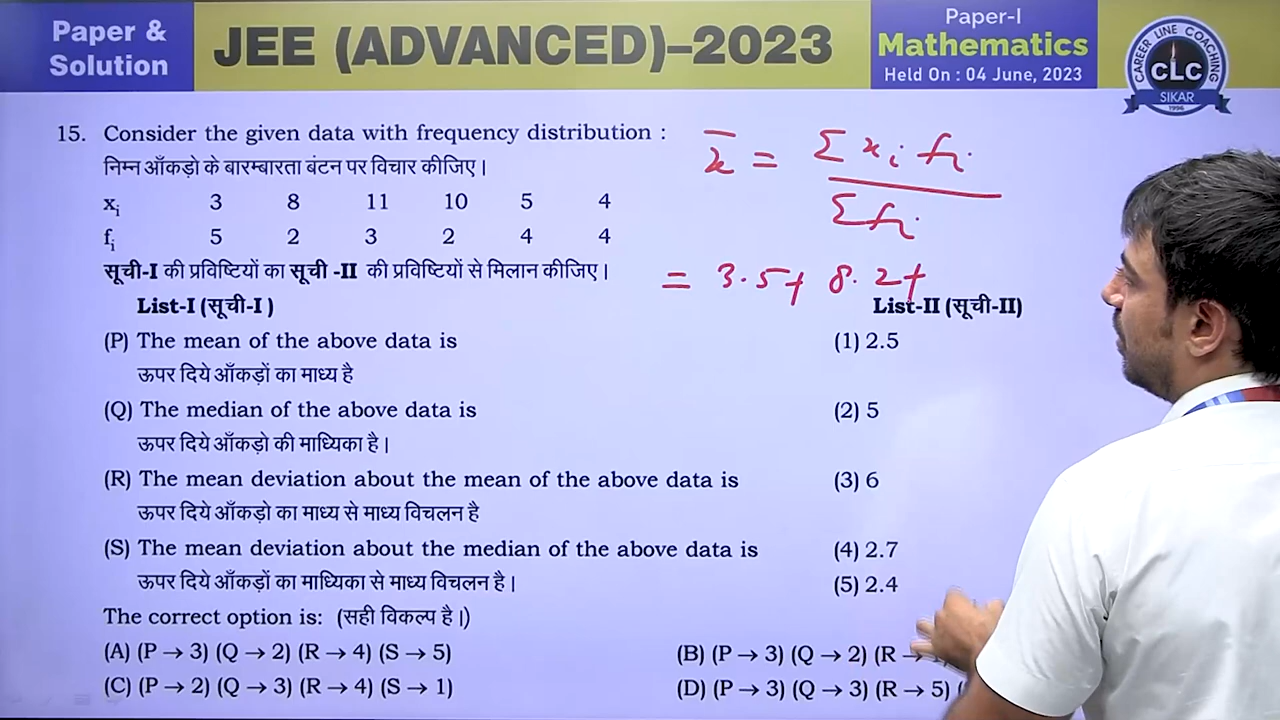 Paper &
Solution
JEE (ADVANCED)–2023
Paper-I
Mathematics
Held On : 04 June, 2023
CAREER LINE COACHING
CLC
SIKAR
1996
15. Consider the given data with frequency distribution :
निम्न आँकड़ो के बारम्बारता बंटन पर विचार कीजिए।
xᵢ 3 8 11 10 5 4
fᵢ 5 2 3 2 4 4
x̄ = Σxᵢfᵢ
Σfᵢ
= 3·5+ 8·2+
सूची-I की प्रविष्टियों का सूची -II की प्रविष्टियों से मिलान कीजिए।
List-I (सूची-I ) List-II (सूची-II)
(P) The mean of the above data is (1) 2.5
ऊपर दिये आँकड़ों का माध्य है
(Q) The median of the above data is (2) 5
ऊपर दिये आँकड़ो की माध्यिका है।
(R) The mean deviation about the mean of the above data is (3) 6
ऊपर दिये आँकड़ो का माध्य से माध्य विचलन है
(S) The mean deviation about the median of the above data is (4) 2.7
ऊपर दिये आँकड़ों का माध्यिका से माध्य विचलन है। (5) 2.4
The correct option is: (सही विकल्प है।)
(A) (P → 3) (Q → 2) (R → 4) (S → 5) (B) (P → 3) (Q → 2) (R →
(C) (P → 2) (Q → 3) (R → 4) (S → 1) (D) (P → 3) (Q → 3) (R → 5) (